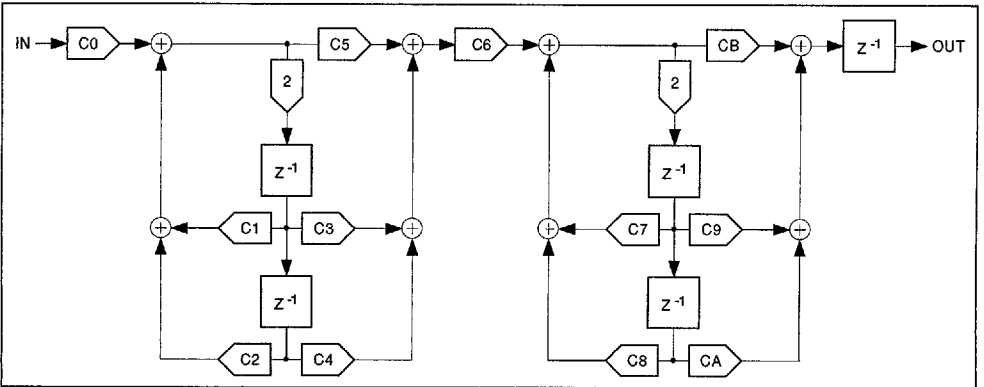 IN C0 C5 C6 CB Z⁻¹ OUT
2 2
Z⁻¹ Z⁻¹
C1 C3 C7 C9
Z⁻¹ Z⁻¹
C2 C4 C8 CA